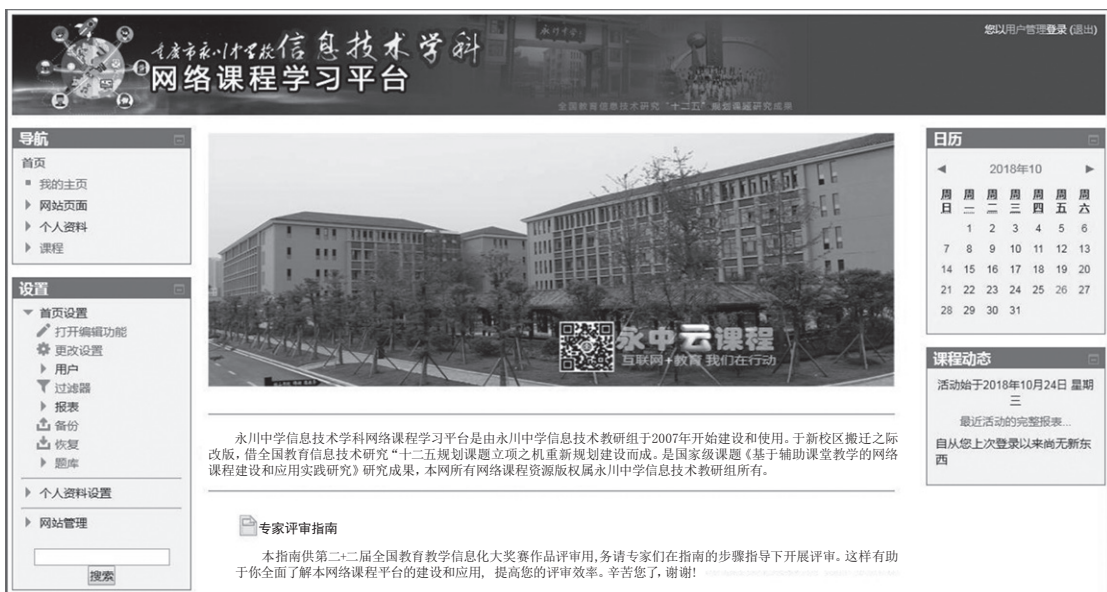 重庆市永川中学校信息技术学科
网络课程学习平台
全国教育信息技术研究“十二五”规划课题研究成果
您以用户管理登录 (退出)
导航
首页
我的主页
网站页面
个人资料
课程
设置
首页设置
打开编辑功能
更改设置
用户
过滤器
报表
备份
恢复
题库
个人资料设置
网站管理
搜索
永中云课程
互联网+教育 我们在行动
永川中学信息技术学科网络课程学习平台是由永川中学信息技术教研组于2007年开始建设和使用。于新校区搬迁之际
改版，借全国教育信息技术研究“十二五规划课题立项之机重新规划建设而成。是国家级课题《基于辅助课堂教学的网络
课程建设和应用实践研究》研究成果，本网所有网络课程资源版权属永川中学信息技术教研组所有。
专家评审指南
本指南供第二十二届全国教育教学信息化大奖赛作品评审用,务请专家们在指南的步骤指导下开展评审。这样有助
于你全面了解本网络课程平台的建设和应用, 提高您的评审效率。辛苦您了,谢谢!
日历
◄ 2018年10 ►
周日 周一 周二 周三 周四 周五 周六
1 2 3 4 5 6
7 8 9 10 11 12 13
14 15 16 17 18 19 20
21 22 23 24 25 26 27
28 29 30 31
课程动态
活动始于2018年10月24日 星期
三
最近活动的完整报表...
自从您上次登录以来尚无新东
西